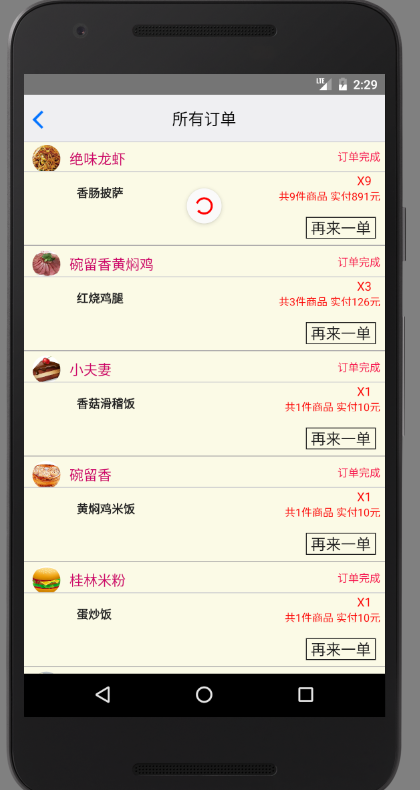 LTE 2:29
所有订单
绝味龙虾 订单完成
香肠披萨 X9
共9件商品 实付891元
再来一单
碗留香黄焖鸡 订单完成
红烧鸡腿 X3
共3件商品 实付126元
再来一单
小夫妻 订单完成
香菇滑稽饭 X1
共1件商品 实付10元
再来一单
碗留香 订单完成
黄焖鸡米饭 X1
共1件商品 实付10元
再来一单
桂林米粉 订单完成
蛋炒饭 X1
共1件商品 实付10元
再来一单